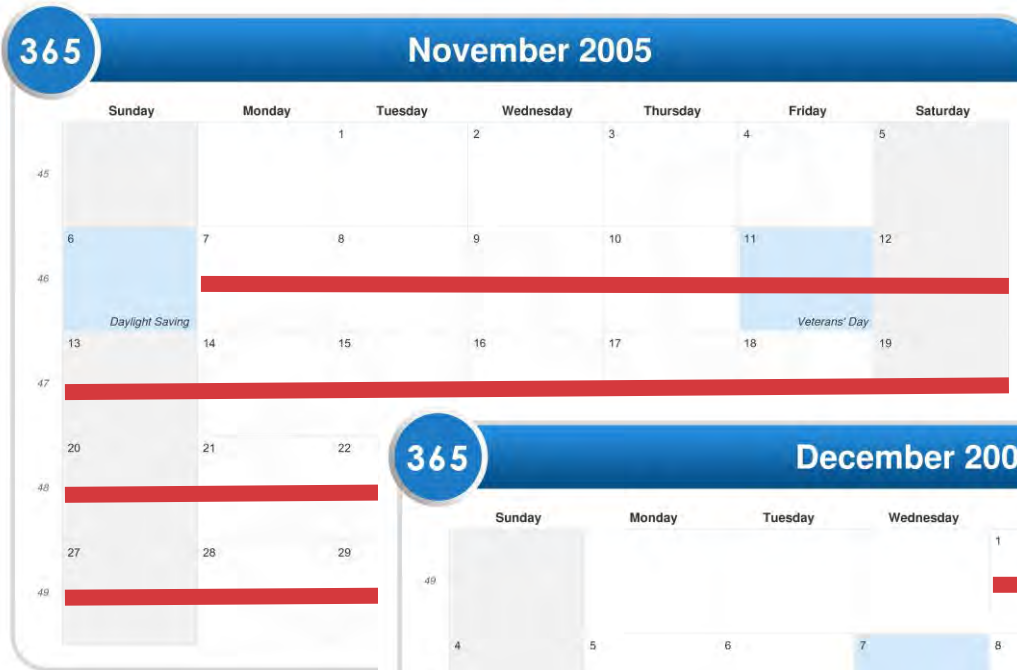 365
November 2005
Sunday Monday Tuesday Wednesday Thursday Friday Saturday
1 2 3 4 5
45
6 7 8 9 10 11 12
46
Daylight Saving Veterans' Day
13 14 15 16 17 18 19
47
20 21 22
48
27 28 29
49
365
December 200
Sunday Monday Tuesday Wednesday
1
49
4 5 6 7 8